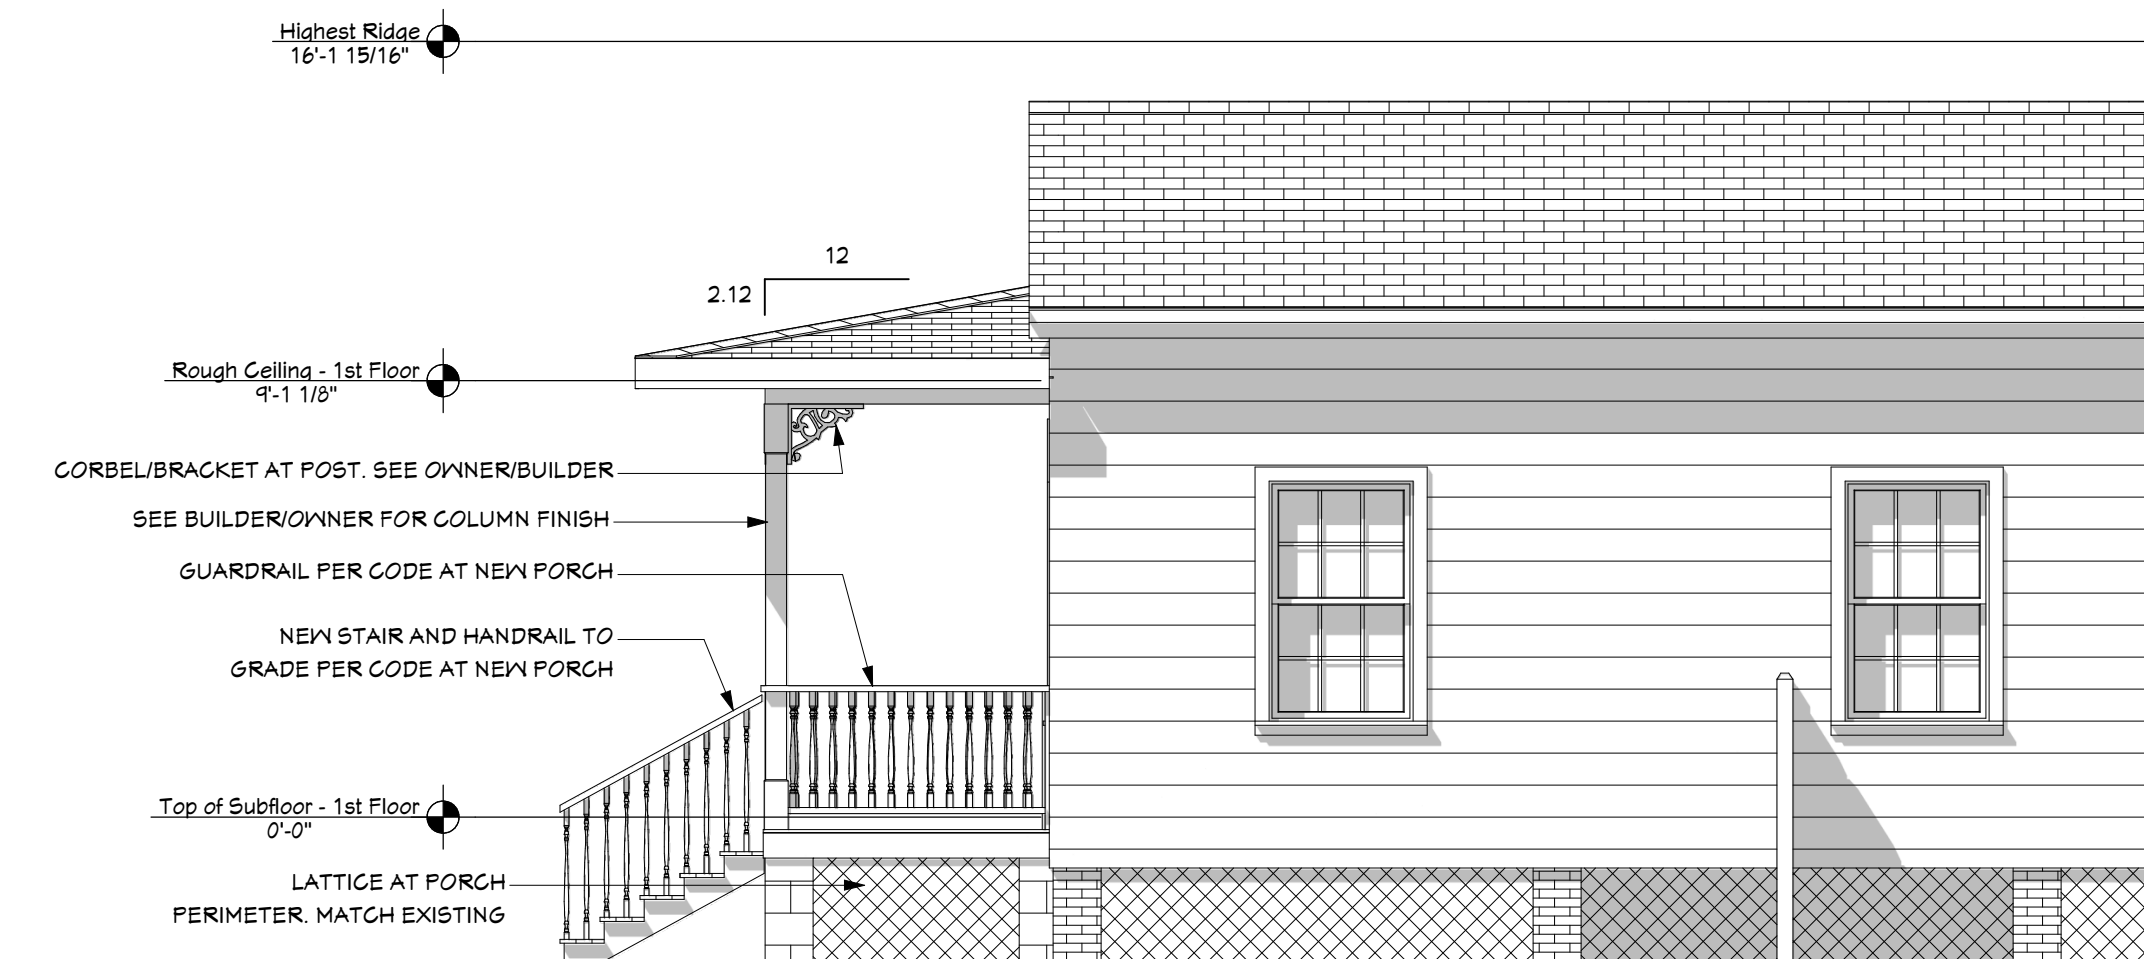 Highest Ridge
16'-1 15/16"
12
2.12
Rough Ceiling - 1st Floor
9'-1 1/8"
CORBEL/BRACKET AT POST. SEE OWNER/BUILDER
SEE BUILDER/OWNER FOR COLUMN FINISH
GUARDRAIL PER CODE AT NEW PORCH
NEW STAIR AND HANDRAIL TO
GRADE PER CODE AT NEW PORCH
Top of Subfloor - 1st Floor
0'-0"
LATTICE AT PORCH
PERIMETER. MATCH EXISTING